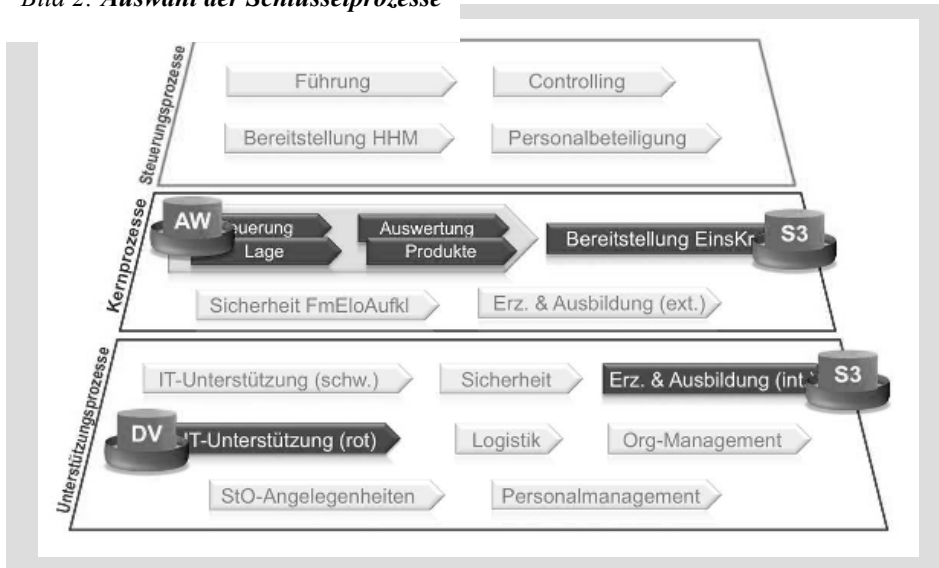 Bild 2: Auswahl der Schlüsselprozesse
Steuerungsprozesse
Führung
Controlling
Bereitstellung HHM
Personalbeteiligung
Kernprozesse
AW
euerung
Auswertung
Lage
Produkte
Bereitstellung EinsKr
S3
Sicherheit FmEloAufkl
Erz. & Ausbildung (ext.)
Unterstützungsprozesse
IT-Unterstützung (schw.)
Sicherheit
Erz. & Ausbildung (int.)
S3
DV
IT-Unterstützung (rot)
Logistik
Org-Management
StO-Angelegenheiten
Personalmanagement